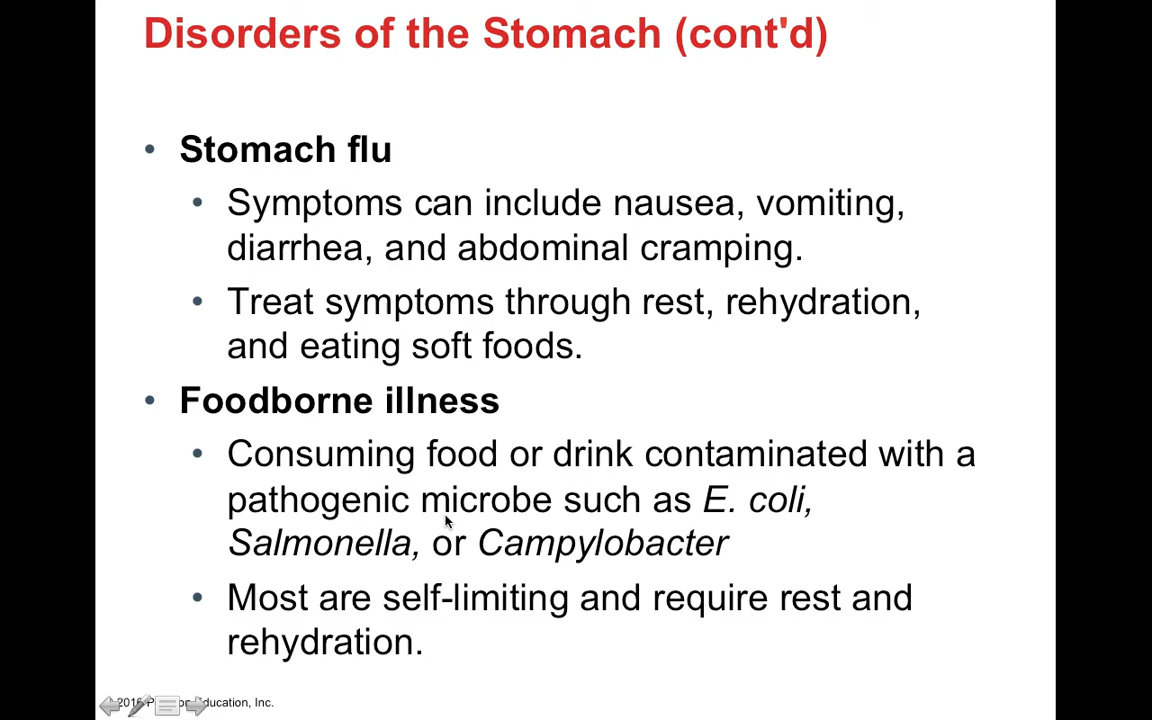 Disorders of the Stomach (cont'd)
• Stomach flu
• Symptoms can include nausea, vomiting,
diarrhea, and abdominal cramping.
• Treat symptoms through rest, rehydration,
and eating soft foods.
• Foodborne illness
• Consuming food or drink contaminated with a
pathogenic microbe such as E. coli,
Salmonella, or Campylobacter
• Most are self-limiting and require rest and
rehydration.
2016 Education, Inc.